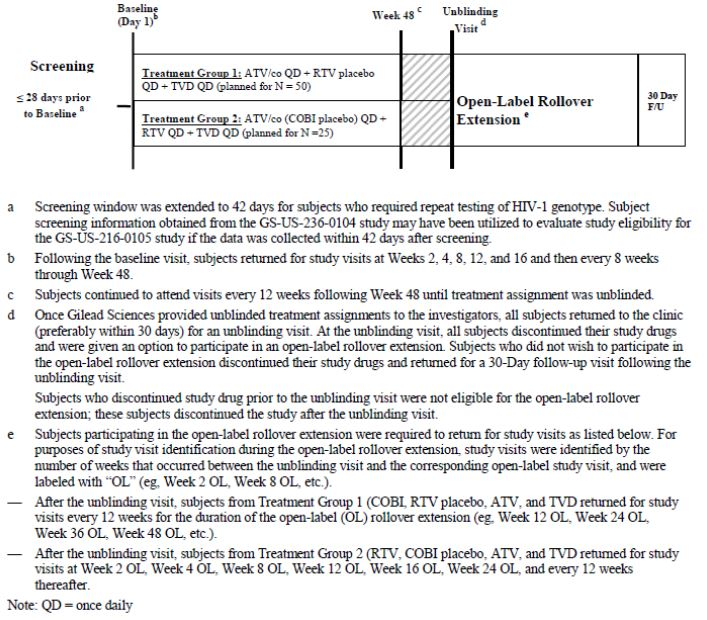 Baseline
(Day 1)b
Week 48 c
Unblinding
Visit d
Screening
≤ 28 days prior
to Baseline a
Treatment Group 1: ATV/co QD + RTV placebo
QD + TVD QD (planned for N = 50)
Treatment Group 2: ATV/co (COBI placebo) QD +
RTV QD + TVD QD (planned for N =25)
Open-Label Rollover
Extension e
30 Day
F/U
a Screening window was extended to 42 days for subjects who required repeat testing of HIV-1 genotype. Subject
screening information obtained from the GS-US-236-0104 study may have been utilized to evaluate study eligibility for
the GS-US-216-0105 study if the data was collected within 42 days after screening.
b Following the baseline visit, subjects returned for study visits at Weeks 2, 4, 8, 12, and 16 and then every 8 weeks
through Week 48.
c Subjects continued to attend visits every 12 weeks following Week 48 until treatment assignment was unblinded.
d Once Gilead Sciences provided unblinded treatment assignments to the investigators, all subjects returned to the clinic
(preferably within 30 days) for an unblinding visit. At the unblinding visit, all subjects discontinued their study drugs
and were given an option to participate in an open-label rollover extension. Subjects who did not wish to participate in
the open-label rollover extension discontinued their study drugs and returned for a 30-Day follow-up visit following the
unblinding visit.
Subjects who discontinued study drug prior to the unblinding visit were not eligible for the open-label rollover
extension; these subjects discontinued the study after the unblinding visit.
e Subjects participating in the open-label rollover extension were required to return for study visits as listed below. For
purposes of study visit identification during the open-label rollover extension, study visits were identified by the
number of weeks that occurred between the unblinding visit and the corresponding open-label study visit, and were
labeled with “OL” (eg, Week 2 OL, Week 8 OL, etc.).
— After the unblinding visit, subjects from Treatment Group 1 (COBI, RTV placebo, ATV, and TVD returned for study
visits every 12 weeks for the duration of the open-label (OL) rollover extension (eg, Week 12 OL, Week 24 OL,
Week 36 OL, Week 48 OL, etc.).
— After the unblinding visit, subjects from Treatment Group 2 (RTV, COBI placebo, ATV, and TVD returned for study
visits at Week 2 OL, Week 4 OL, Week 8 OL, Week 12 OL, Week 16 OL, Week 24 OL, and every 12 weeks
thereafter.
Note: QD = once daily